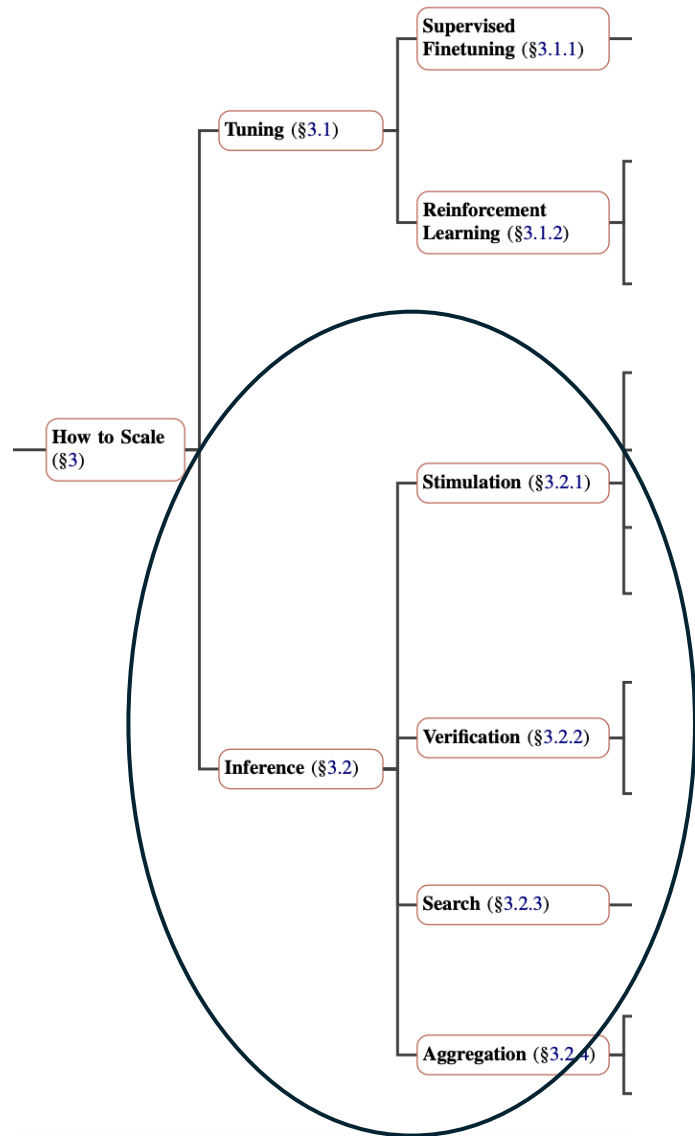 Supervised
Finetuning (§3.1.1)
Tuning (§3.1)
Reinforcement
Learning (§3.1.2)
How to Scale
(§3)
Stimulation (§3.2.1)
Verification (§3.2.2)
Inference (§3.2)
Search (§3.2.3)
Aggregation (§3.2.4)